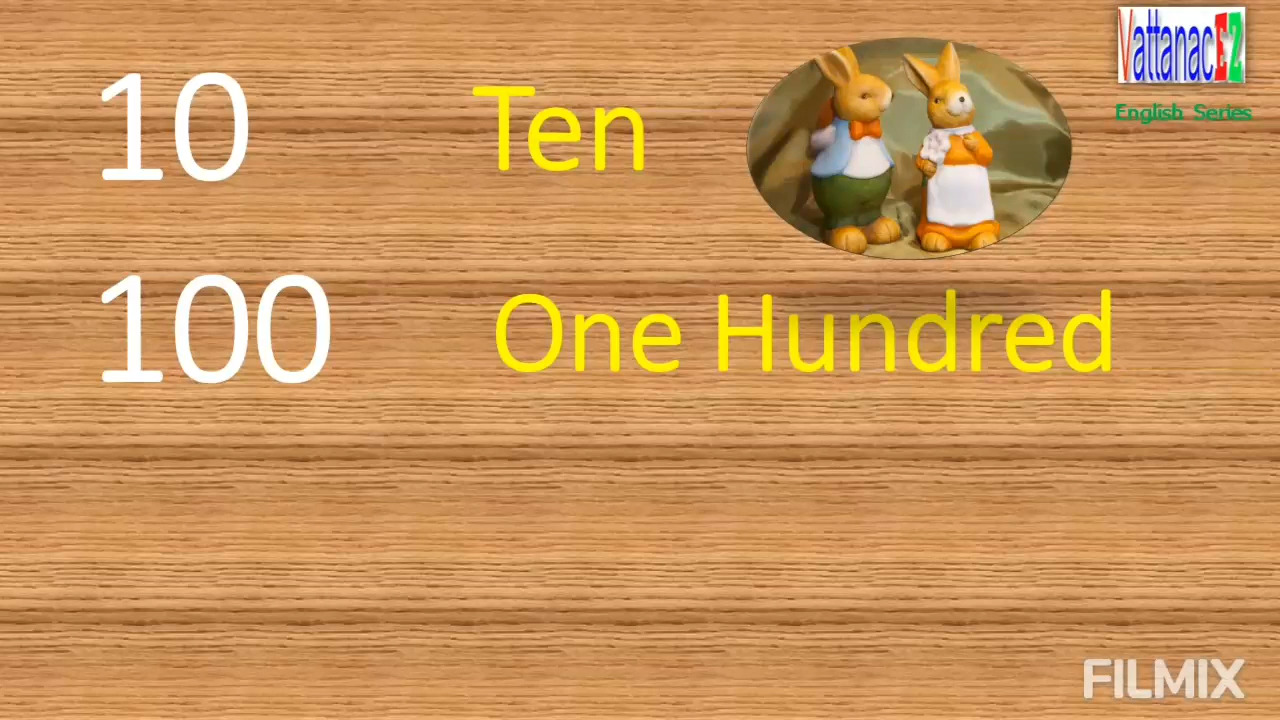 VattanacEZ
English Series
10 Ten
100 One Hundred
FILMIX